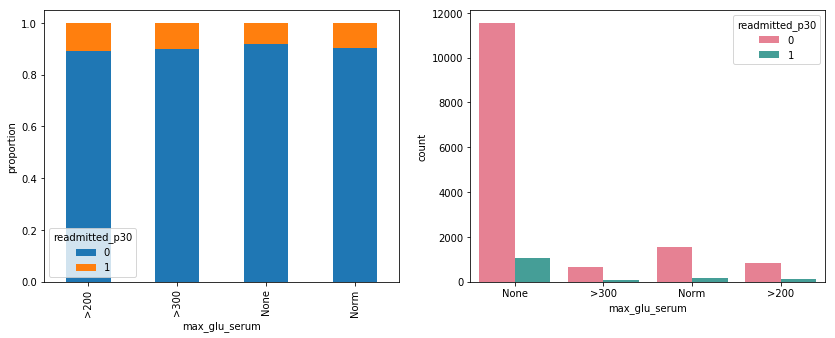 1.0
0.8
0.6
0.4
0.2
0.0
proportion
readmitted_p30
0
1
>200
>300
None
Norm
max_glu_serum
12000
10000
8000
6000
4000
2000
0
count
readmitted_p30
0
1
None >300 Norm >200
max_glu_serum